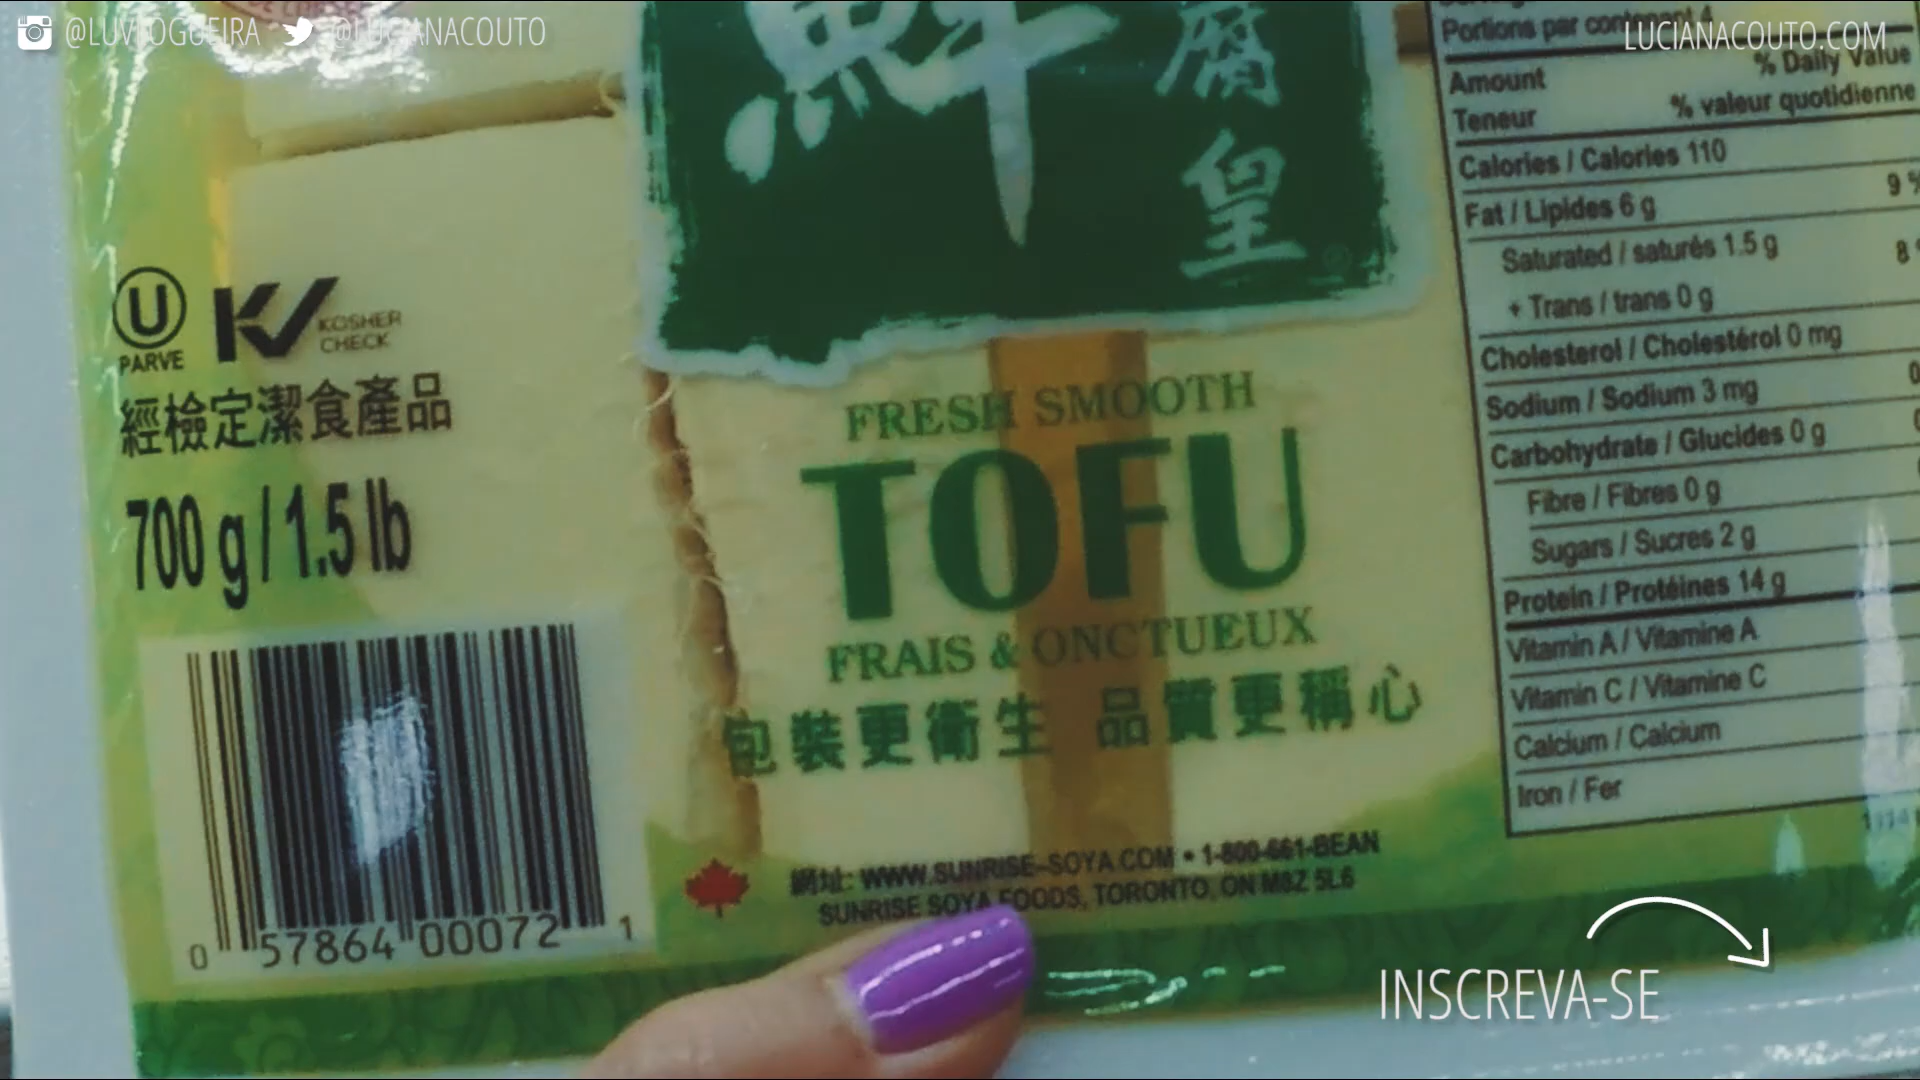 @LUVLOGUEIRA @LUCIANACOUTO
LUCIANACOUTO.COM
鮮
腐皇
U
PARVE
KV KOSHER CHECK
經檢定潔食產品
700 g / 1.5 lb
0 57864 00072 1
FRESH SMOOTH
TOFU
FRAIS & ONCTUEUX
包裝更衛生 品質更稱心
網址: WWW.SUNRISE-SOYA.COM • 1-800-661-BEAN
SUNRISE SOYA FOODS, TORONTO, ON M8Z 5L6
Portions par contenant 4
Amount % Daily Value
Teneur % valeur quotidienne
Calories / Calories 110
Fat / Lipides 6 g 9 %
Saturated / saturés 1.5 g 8
+ Trans / trans 0 g
Cholesterol / Cholestérol 0 mg
Sodium / Sodium 3 mg 0
Carbohydrate / Glucides 0 g 0
Fibre / Fibres 0 g
Sugars / Sucres 2 g
Protein / Protéines 14 g
Vitamin A / Vitamine A
Vitamin C / Vitamine C
Calcium / Calcium
Iron / Fer
INSCREVA-SE